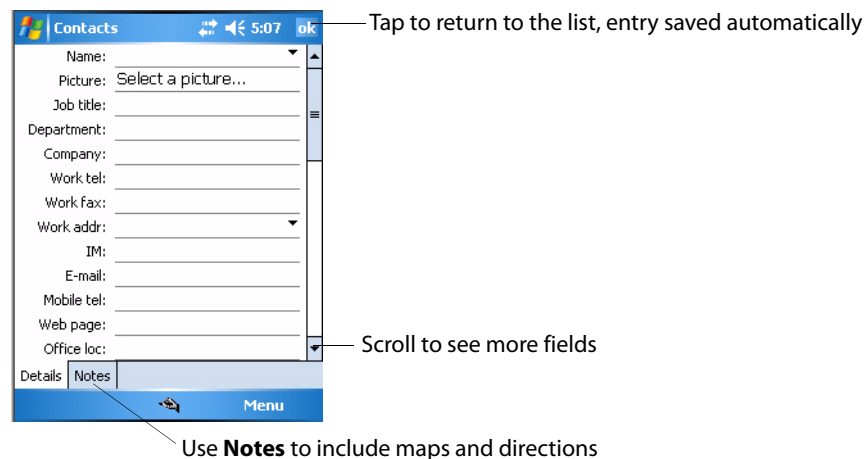 Contacts 5:07 ok
Tap to return to the list, entry saved automatically
Name:
Picture: Select a picture...
Job title:
Department:
Company:
Work tel:
Work fax:
Work addr:
IM:
E-mail:
Mobile tel:
Web page:
Office loc:
Scroll to see more fields
Details Notes
Menu
Use Notes to include maps and directions